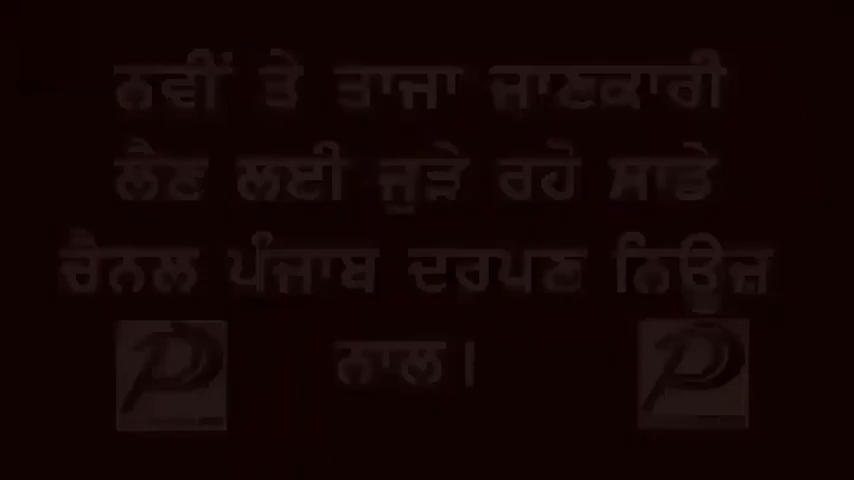 ਨਵੀਂ ਤੇ ਤਾਜਾ ਜਾਣਕਾਰੀ
ਲੈਣ ਲਈ ਜੁੜੇ ਰਹੋ ਸਾਡੇ
ਚੈਨਲ ਪੰਜਾਬ ਦਰਪਣ ਨਿਊਜ਼
ਨਾਲ।